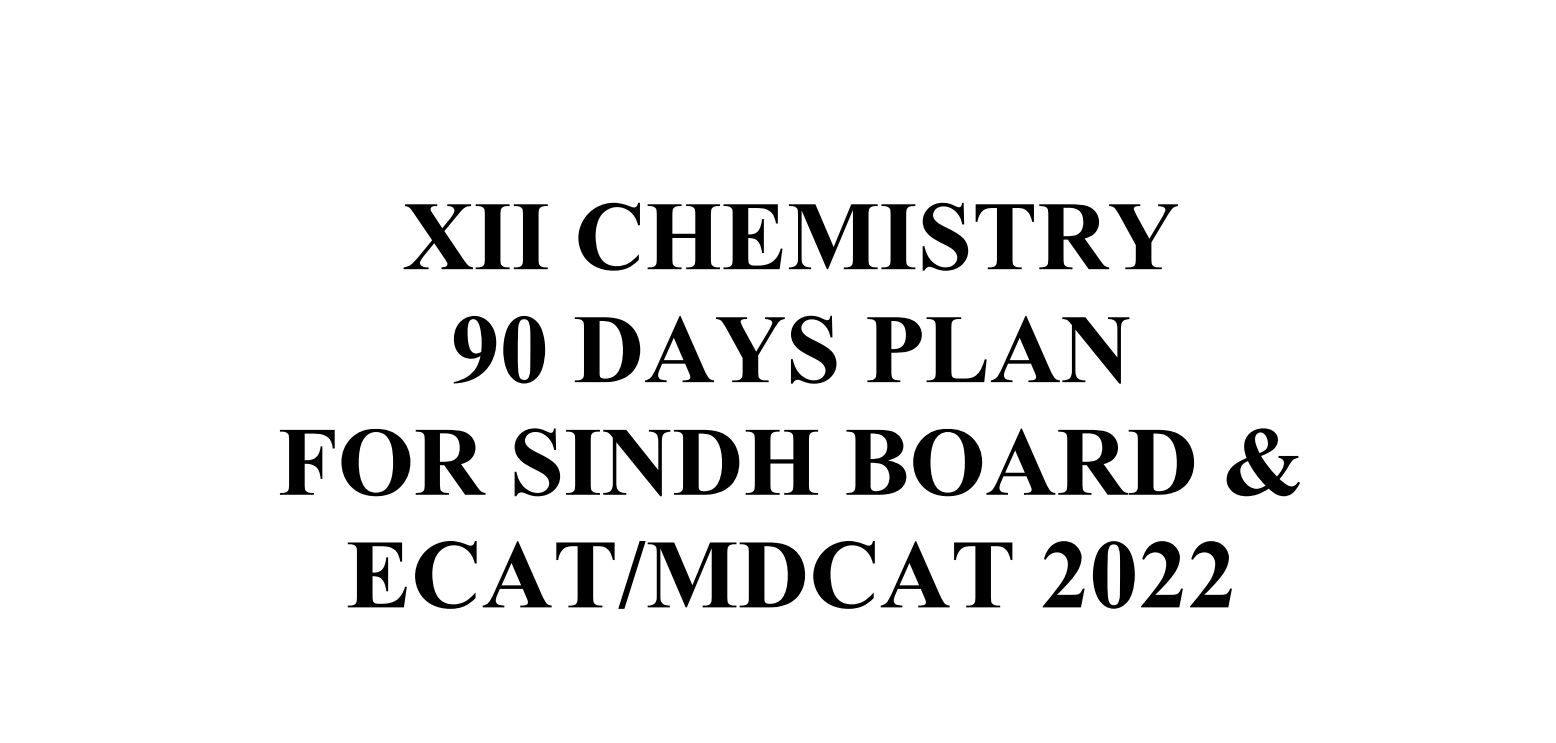 XII CHEMISTRY
90 DAYS PLAN
FOR SINDH BOARD &
ECAT/MDCAT 2022